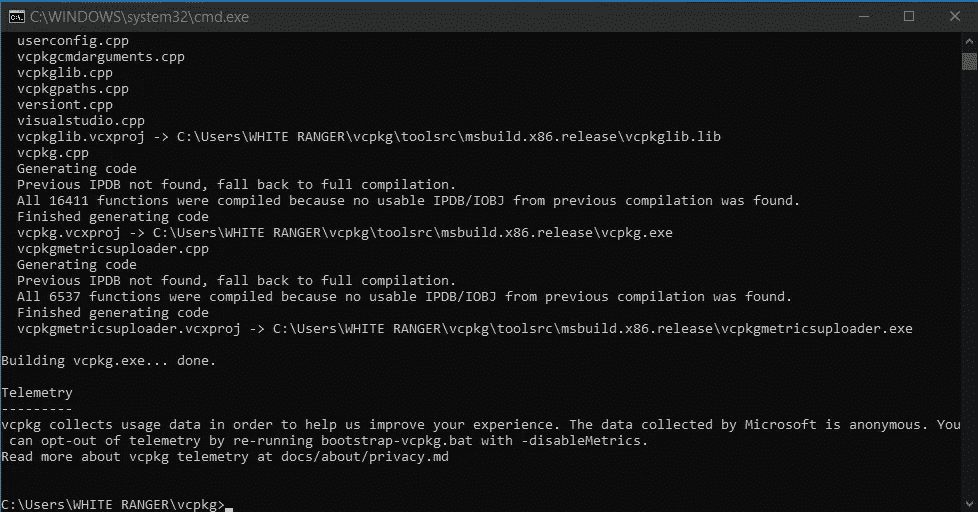 C:\WINDOWS\system32\cmd.exe
userconfig.cpp
vcpkgcmdarguments.cpp
vcpkglib.cpp
vcpkgpaths.cpp
versiont.cpp
visualstudio.cpp
vcpkglib.vcxproj -> C:\Users\WHITE RANGER\vcpkg\toolsrc\msbuild.x86.release\vcpkglib.lib
vcpkg.cpp
Generating code
Previous IPDB not found, fall back to full compilation.
All 16411 functions were compiled because no usable IPDB/IOBJ from previous compilation was found.
Finished generating code
vcpkg.vcxproj -> C:\Users\WHITE RANGER\vcpkg\toolsrc\msbuild.x86.release\vcpkg.exe
vcpkgmetricsuploader.cpp
Generating code
Previous IPDB not found, fall back to full compilation.
All 6537 functions were compiled because no usable IPDB/IOBJ from previous compilation was found.
Finished generating code
vcpkgmetricsuploader.vcxproj -> C:\Users\WHITE RANGER\vcpkg\toolsrc\msbuild.x86.release\vcpkgmetricsuploader.exe
Building vcpkg.exe... done.
Telemetry
---------
vcpkg collects usage data in order to help us improve your experience. The data collected by Microsoft is anonymous. You
can opt-out of telemetry by re-running bootstrap-vcpkg.bat with -disableMetrics.
Read more about vcpkg telemetry at docs/about/privacy.md
C:\Users\WHITE RANGER\vcpkg>